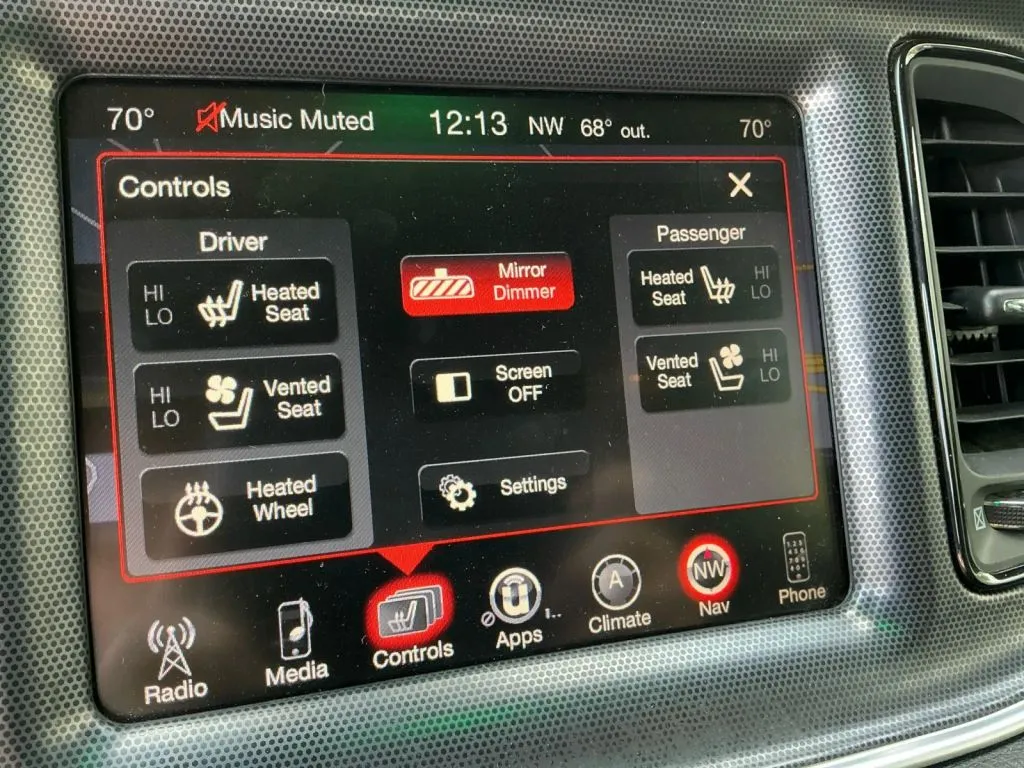 70° Music Muted 12:13 NW 68° out. 70°
Controls X
Driver
HI
LO
Heated
Seat
HI
LO
Vented
Seat
Heated
Wheel
Mirror
Dimmer
Screen
OFF
Settings
Passenger
Heated
Seat
HI
LO
Vented
Seat
HI
LO
Radio
Media
Controls
u
Apps
A
Climate
NW
Nav
Phone